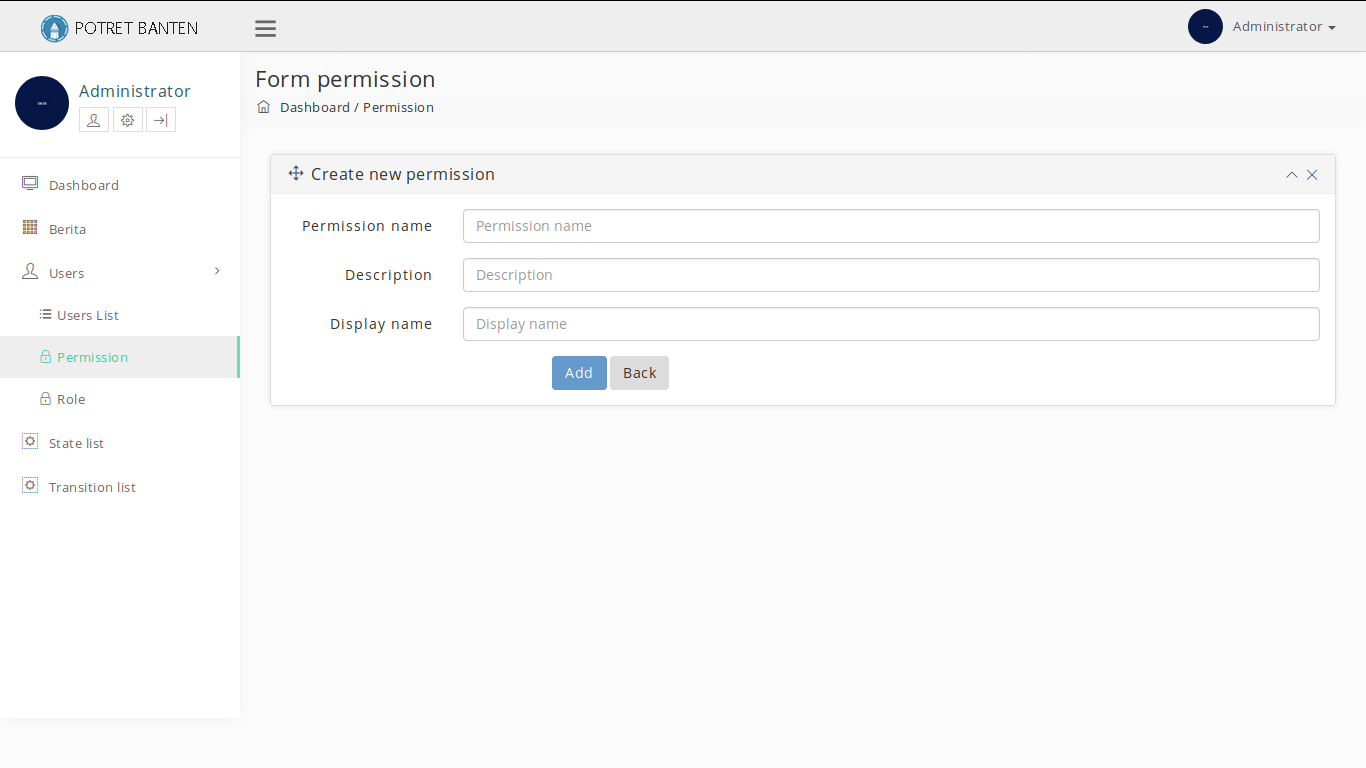 POTRET BANTEN
Administrator
Administrator
Dashboard
Berita
Users
Users List
Permission
Role
State list
Transition list
Form permission
Dashboard / Permission
Create new permission
Permission name Permission name
Description Description
Display name Display name
Add Back